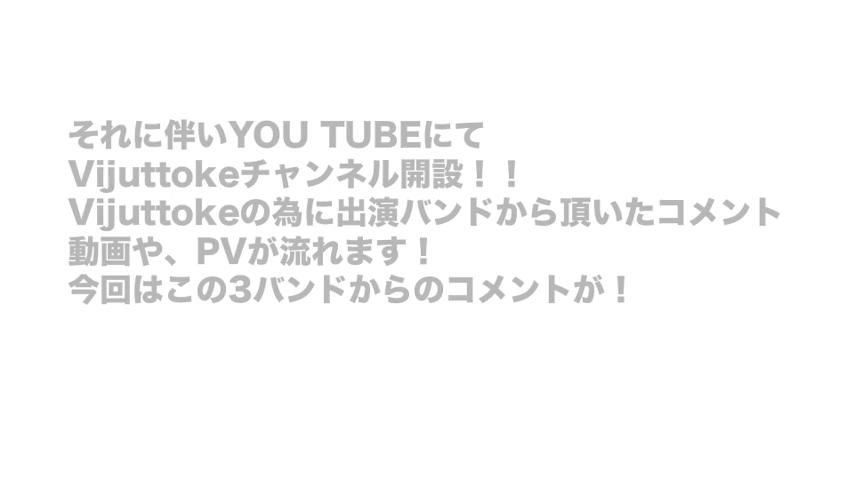 それに伴いYOU TUBEにて
Vijuttokeチャンネル開設！！
Vijuttokeの為に出演バンドから頂いたコメント
動画や、PVが流れます！
今回はこの3バンドからのコメントが！